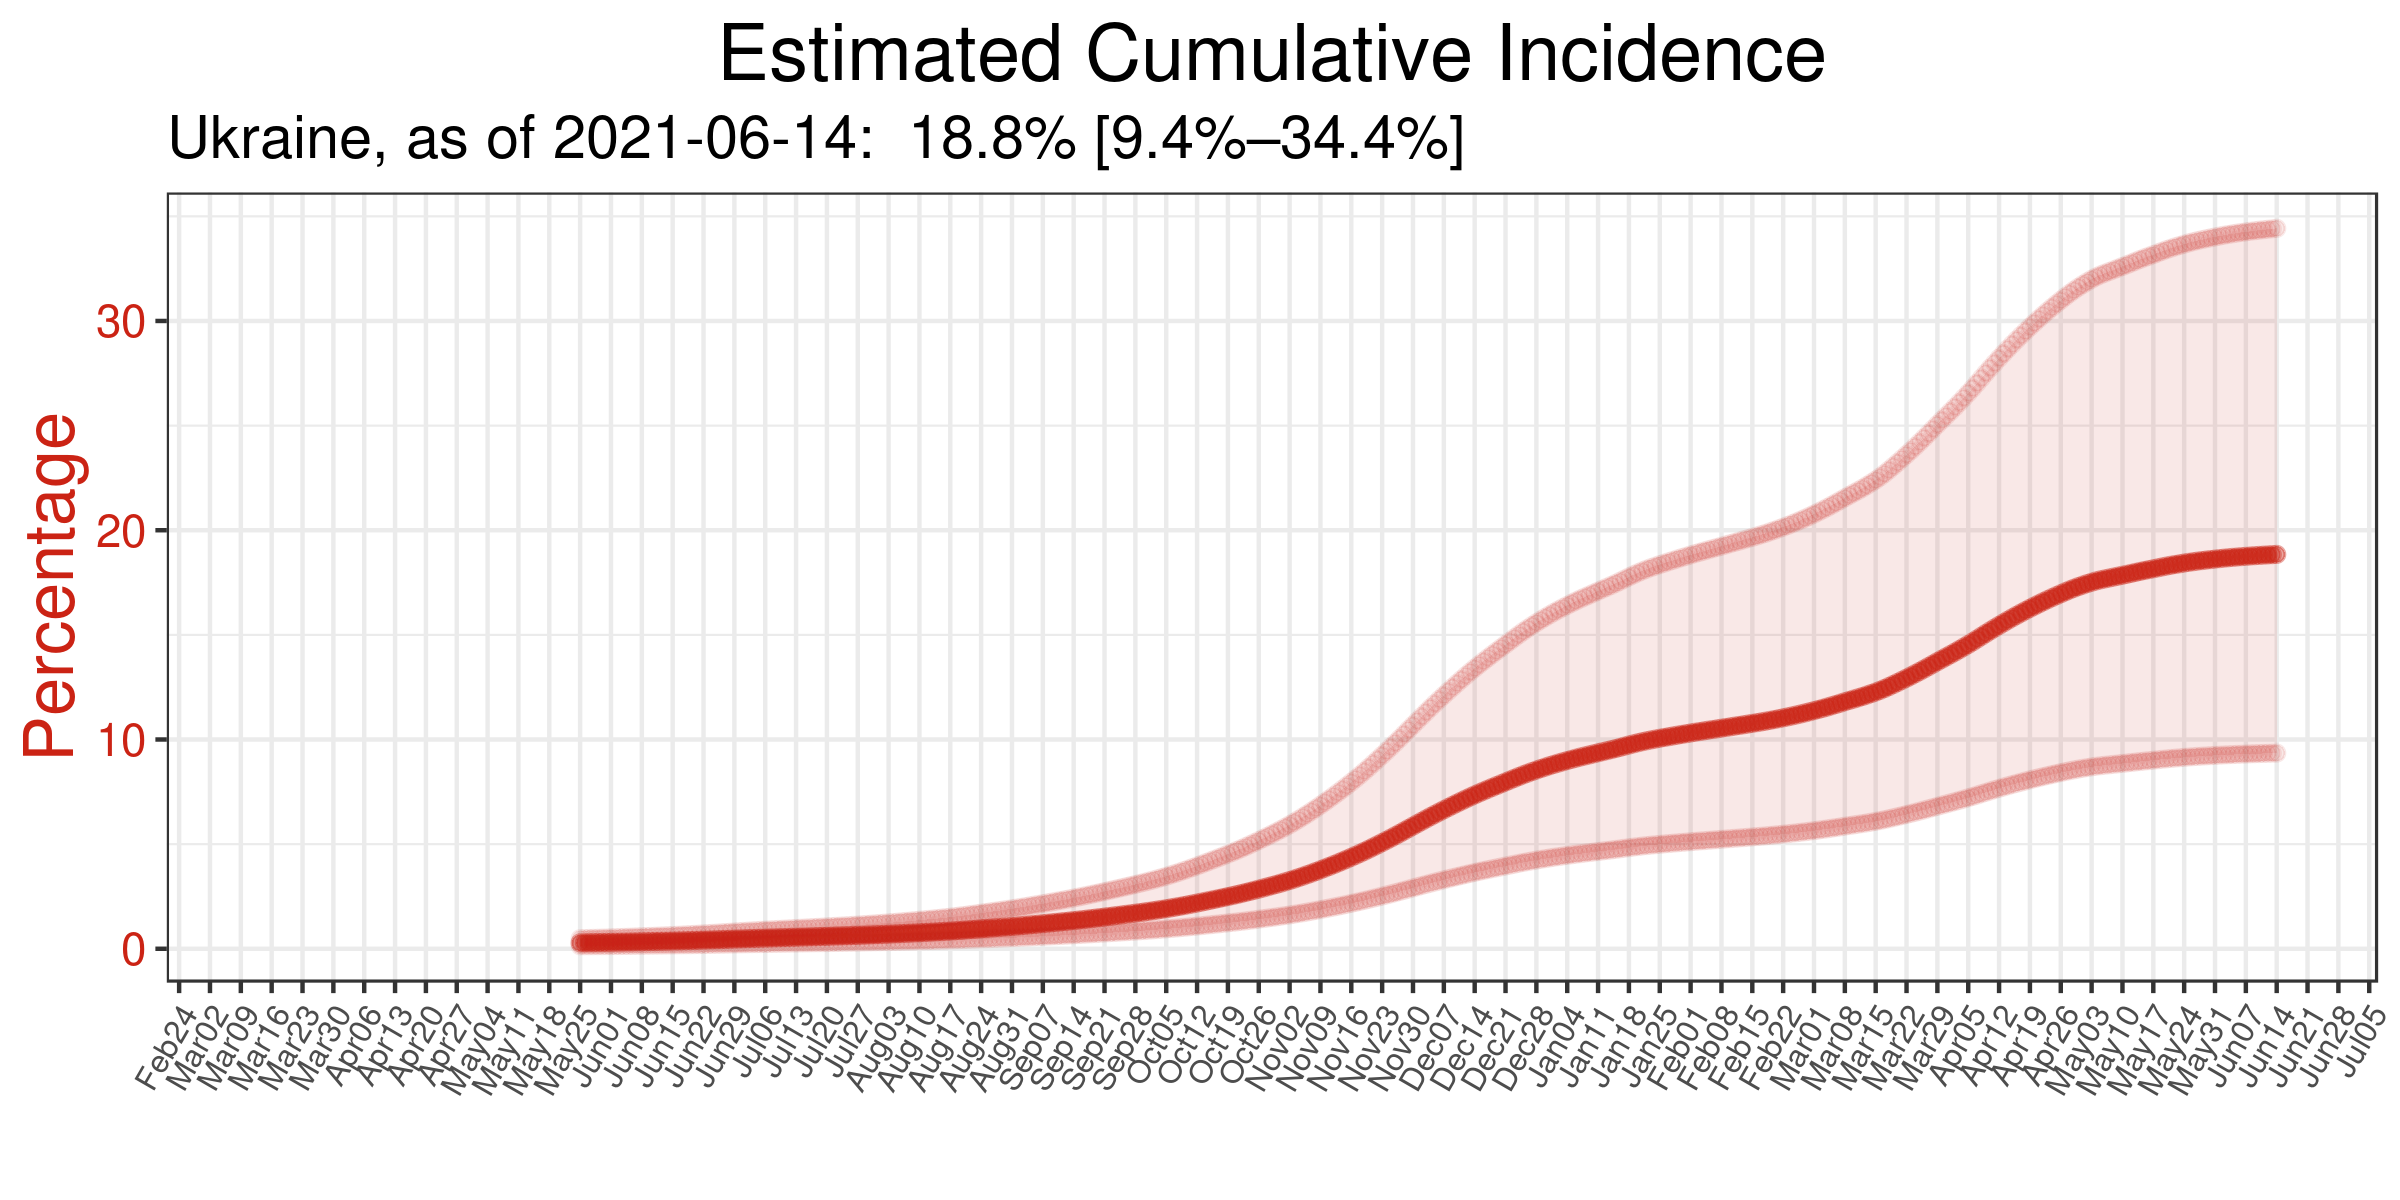 Estimated Cumulative Incidence
Ukraine, as of 2021-06-14:  18.8% [9.4%–34.4%]
Percentage
30
20
10
0
Feb24
Mar02
Mar09
Mar16
Mar23
Mar30
Apr06
Apr13
Apr20
Apr27
May04
May11
May18
May25
Jun01
Jun08
Jun15
Jun22
Jun29
Jul06
Jul13
Jul20
Jul27
Aug03
Aug10
Aug17
Aug24
Aug31
Sep07
Sep14
Sep21
Sep28
Oct05
Oct12
Oct19
Oct26
Nov02
Nov09
Nov16
Nov23
Nov30
Dec07
Dec14
Dec21
Dec28
Jan04
Jan11
Jan18
Jan25
Feb01
Feb08
Feb15
Feb22
Mar01
Mar08
Mar15
Mar22
Mar29
Apr05
Apr12
Apr19
Apr26
May03
May10
May17
May24
May31
Jun07
Jun14
Jun21
Jun28
Jul05